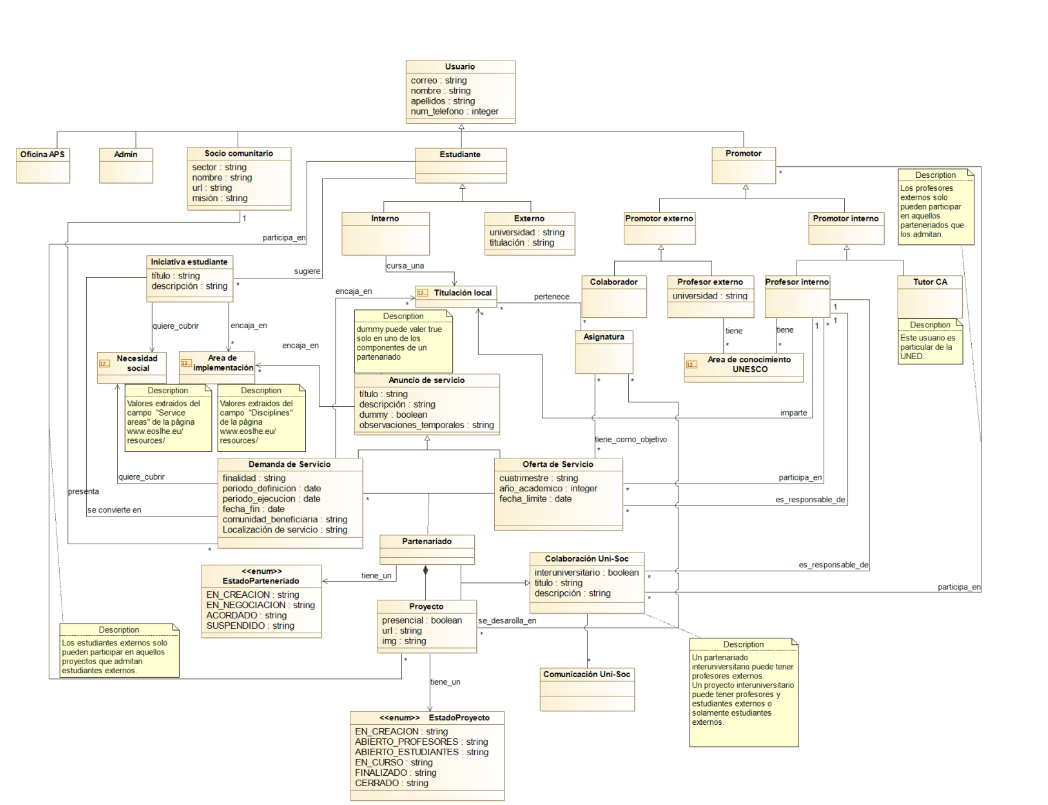 Usuario
correo : string
nombre : string
apellidos : string
num_telefono : integer
Oficina APS
Admin
Socio comunitario
sector : string
nombre : string
url : string
misión : string
1
Estudiante
Promotor
*
Description
Los profesores
externos solo
pueden participar
en aquellos
parteneriados que
los admitan.
Interno
Externo
universidad : string
titulación : string
Promotor externo
Promotor interno
participa_en
Iniciativa estudiante
título : string
descripción : string
*
sugiere
cursa_una
encaja_en
*
Titulación local
*
*
pertenece
*
Colaborador
Profesor externo
universidad : string
Profesor interno
1
1
*
1
Tutor CA
Description
Este usuario es
particular de la
UNED.
quiere_cubrir
encaja_en
*
encaja_en
*
Description
dummy puede valer true
solo en uno de los
componentes de un
partenariado
Asignatura
*
*
tiene
*
tiene
*
Necesidad
social
Area de
implementación
Area de conocimiento
UNESCO
Description
Valores extraidos del
campo "Service
areas" de la página
www.eoslhe.eu/
resources/
Description
Valores extraidos del
campo "Disciplines"
de la página
www.eoslhe.eu/
resources/
Anuncio de servicio
título : string
descripción : string
dummy : boolean
observaciones_temporales : string
imparte
tiene_como_objetivo
*
Demanda de Servicio
finalidad : string
periodo_definicion : date
periodo_ejecucion : date
fecha_fin : date
comunidad_beneficiaria : string
Localización de servicio : string
*
*
Oferta de Servicio
cuatrimestre : string
año_academico : integer
fecha_limite : date
*
*
quiere_cubrir
presenta
se convierte en
participa_en
es_responsable_de
Partenariado
tiene_un
<<enum>>
EstadoParteneriado
EN_CREACION : string
EN_NEGOCIACION : string
ACORDADO : string
SUSPENDIDO : string
Colaboración Uni-Soc
interuniversitario : boolean
titulo : string
descripción : string
*
*
es_responsable_de
participa_en
Proyecto
presencial : boolean
url : string
img : string
*
*
se_desarolla_en
Description
Los estudiantes externos solo
pueden participar en aquellos
proyectos que admitan
estudiantes externos.
tiene_un
*
Comunicación Uni-Soc
Description
Un partenariado
interuniversitario puede tener
profesores externos.
Un proyecto interuniversitario
puede tener profesores y
estudiantes externos o
solamente estudiantes
externos.
<<enum>> EstadoProyecto
EN_CREACION : string
ABIERTO_PROFESORES : string
ABIERTO_ESTUDIANTES : string
EN_CURSO : string
FINALIZADO : string
CERRADO : string